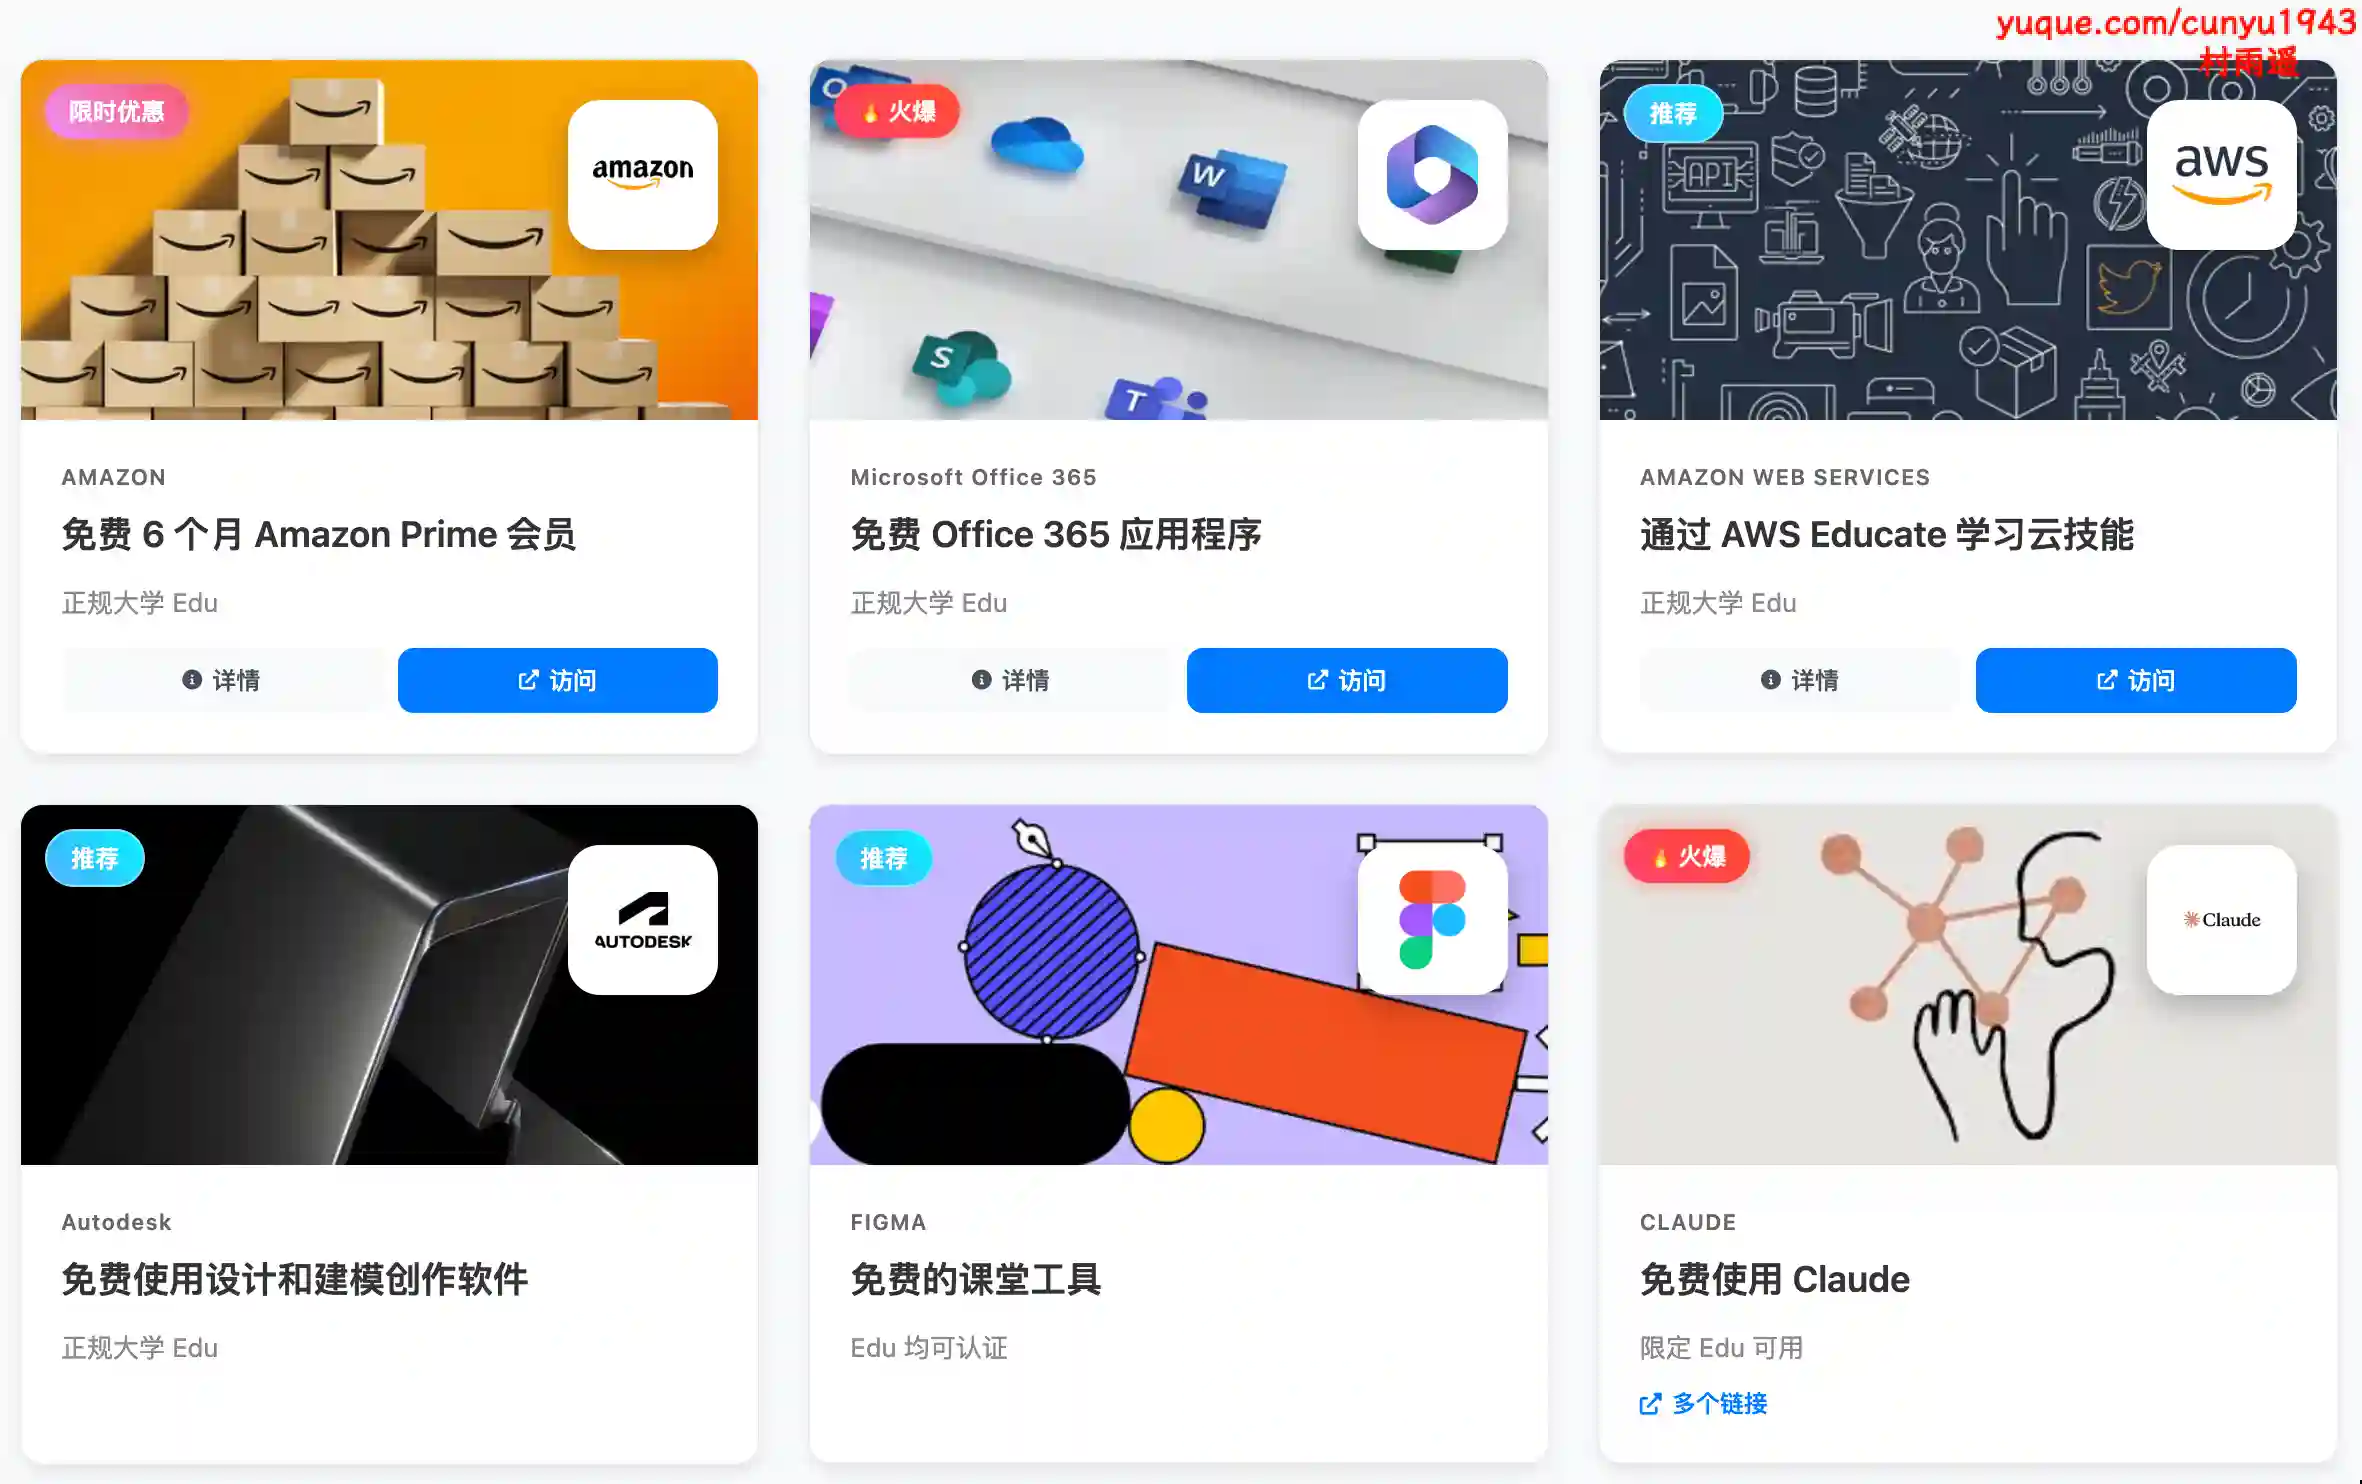 yuque.com/cunyu1943
村雨遥
限时优惠
amazon
🔥 火爆
O
W
S
T
推荐
API
aws
AMAZON
免费 6 个月 Amazon Prime 会员
正规大学 Edu
详情
访问
Microsoft Office 365
免费 Office 365 应用程序
正规大学 Edu
详情
访问
AMAZON WEB SERVICES
通过 AWS Educate 学习云技能
正规大学 Edu
详情
访问
推荐
AUTODESK
推荐
🔥 火爆
Claude
Autodesk
免费使用设计和建模创作软件
正规大学 Edu
FIGMA
免费的课堂工具
Edu 均可认证
CLAUDE
免费使用 Claude
限定 Edu 可用
多个链接